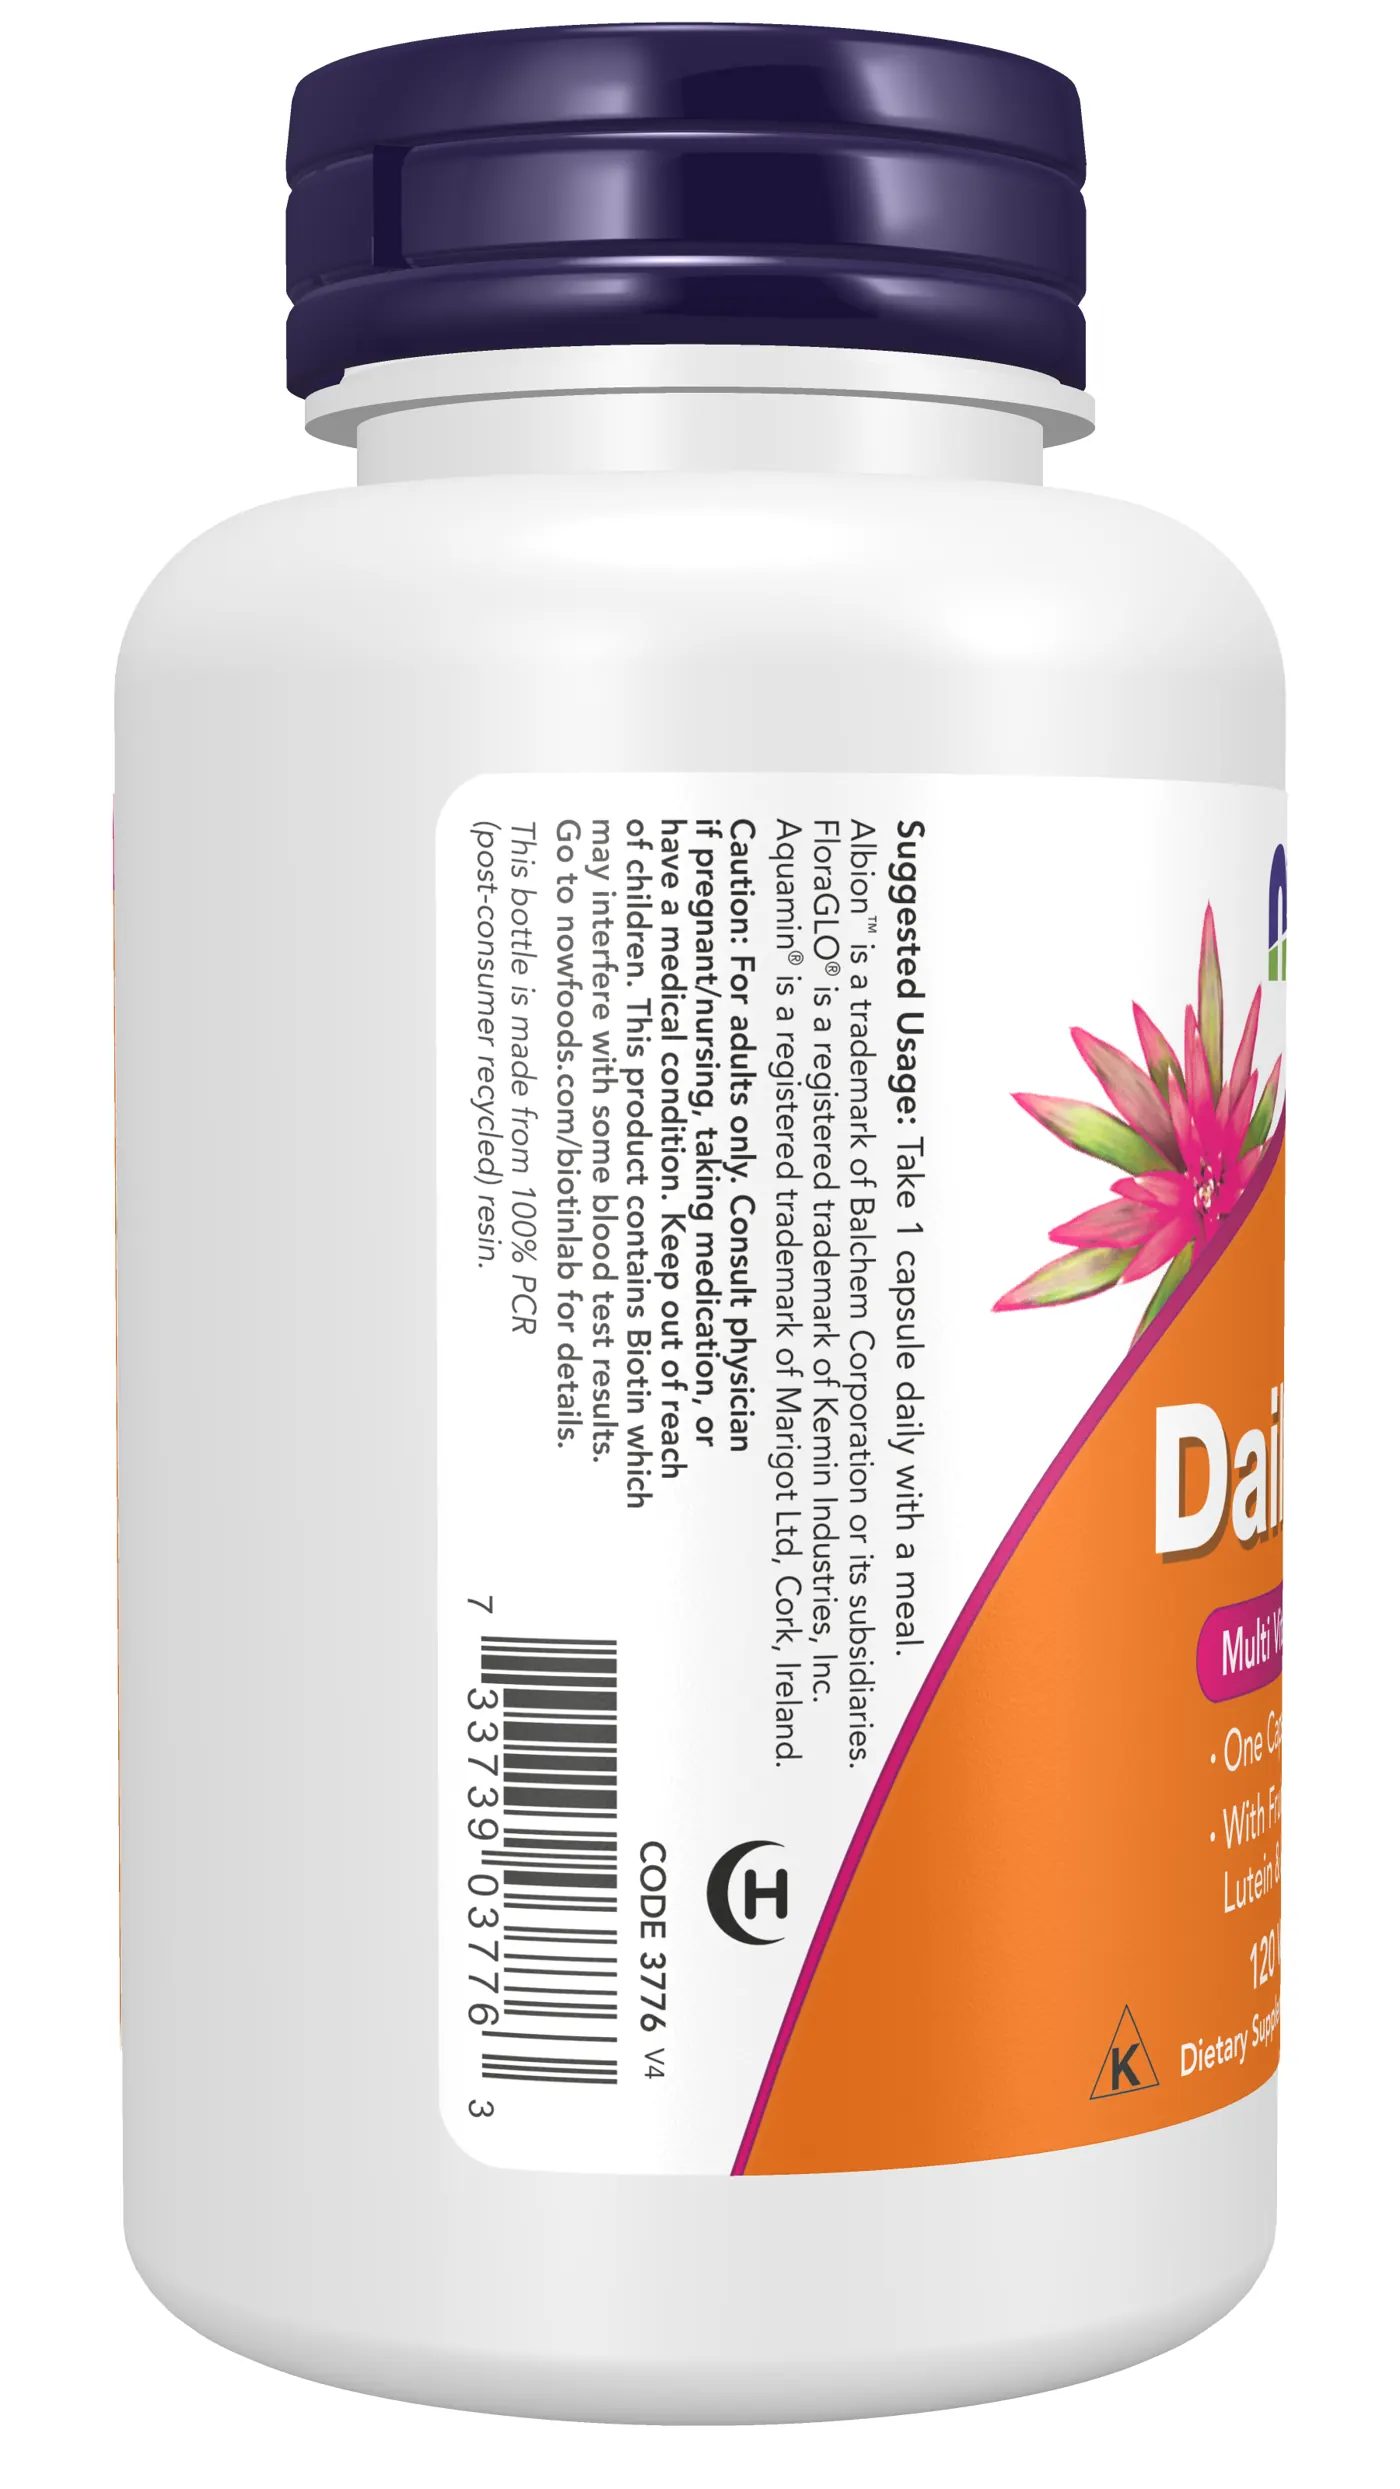 Suggested Usage: Take 1 capsule daily with a meal.
Albion™ is a trademark of Balchem Corporation or its subsidiaries.
FloraGLO® is a registered trademark of Kemin Industries, Inc.
Aquamin® is a registered trademark of Marigot Ltd, Cork, Ireland.
Caution: For adults only. Consult physician
if pregnant/nursing, taking medication, or
have a medical condition. Keep out of reach
of children. This product contains Biotin which
may interfere with some blood test results.
Go to nowfoods.com/biotinlab for details.
This bottle is made from 100% PCR
(post-consumer recycled) resin.
H
CODE 3776 V4
7 33739 03776 3
Multi
• One
• With
Lutein &
120
Dietary
K